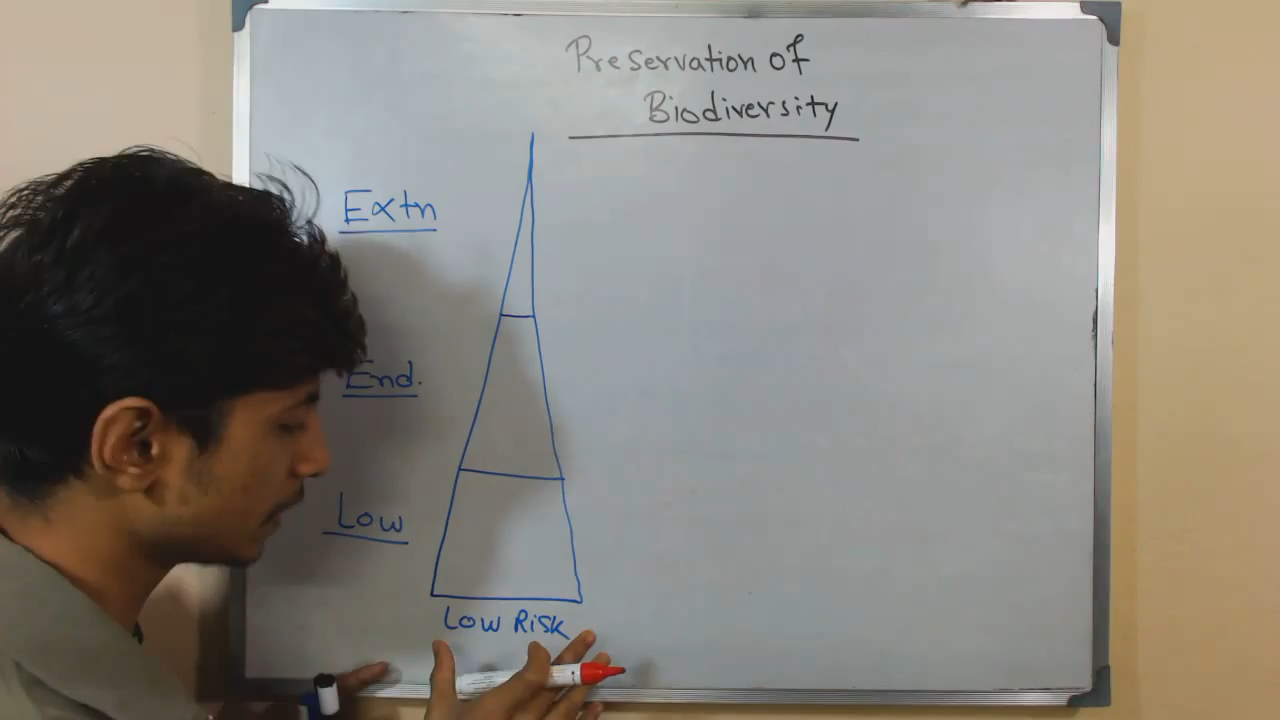 Preservation of
Biodiversity
Extn
End.
Low
Low Risk